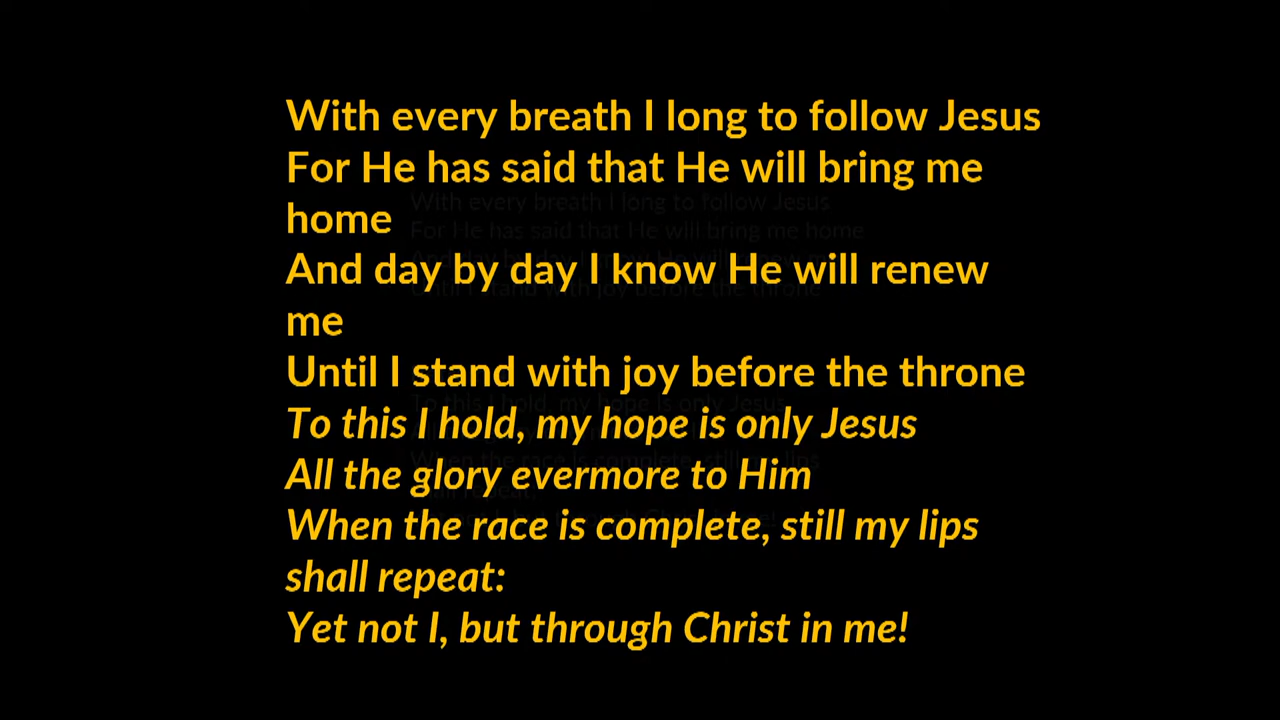 With every breath I long to follow Jesus
For He has said that He will bring me
home
And day by day I know He will renew
me
Until I stand with joy before the throne
To this I hold, my hope is only Jesus
All the glory evermore to Him
When the race is complete, still my lips
shall repeat:
Yet not I, but through Christ in me!